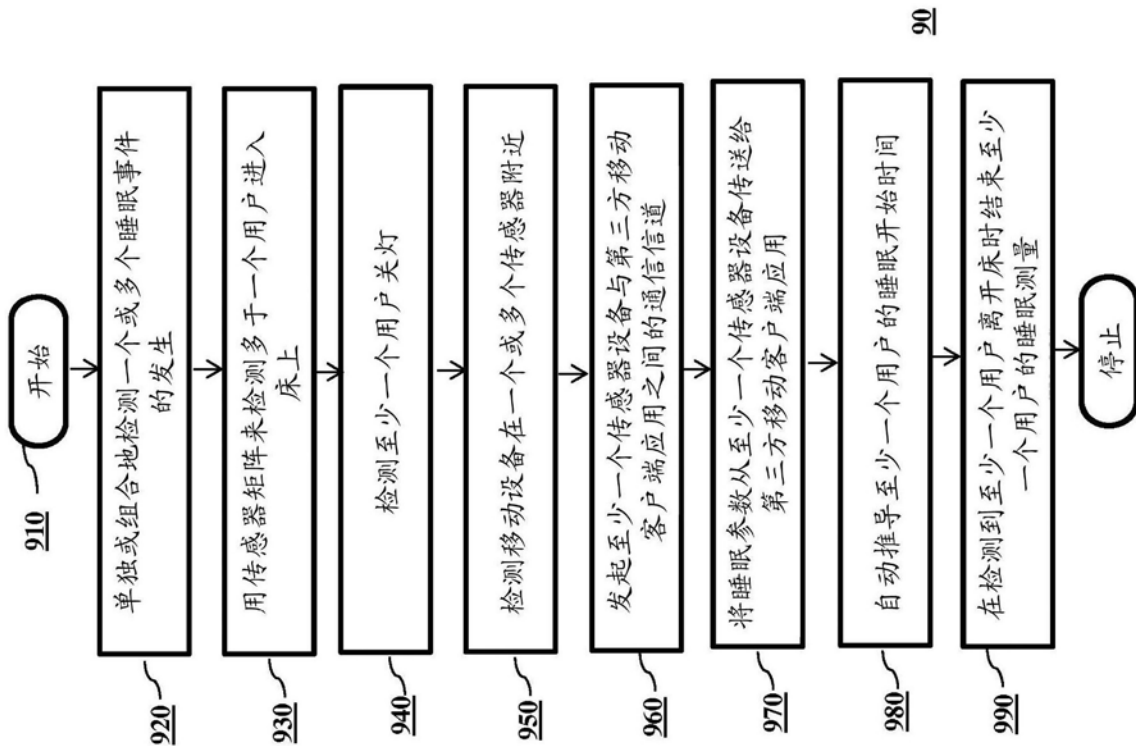 910
开始
920
单独或组合地检测一个或多个睡眠事件
的发生
930
用传感器矩阵来检测多于一个用户进入
床上
940
检测至少一个用户关灯
950
检测移动设备在一个或多个传感器附近
960
发起至少一个传感器设备与第三方移动
客户端应用之间的通信信道
970
将睡眠参数从至少一个传感器设备传送给
第三方移动客户端应用
980
自动推导至少一个用户的睡眠开始时间
990
在检测到至少一个用户离开床时结束至少
一个用户的睡眠测量
停止
90